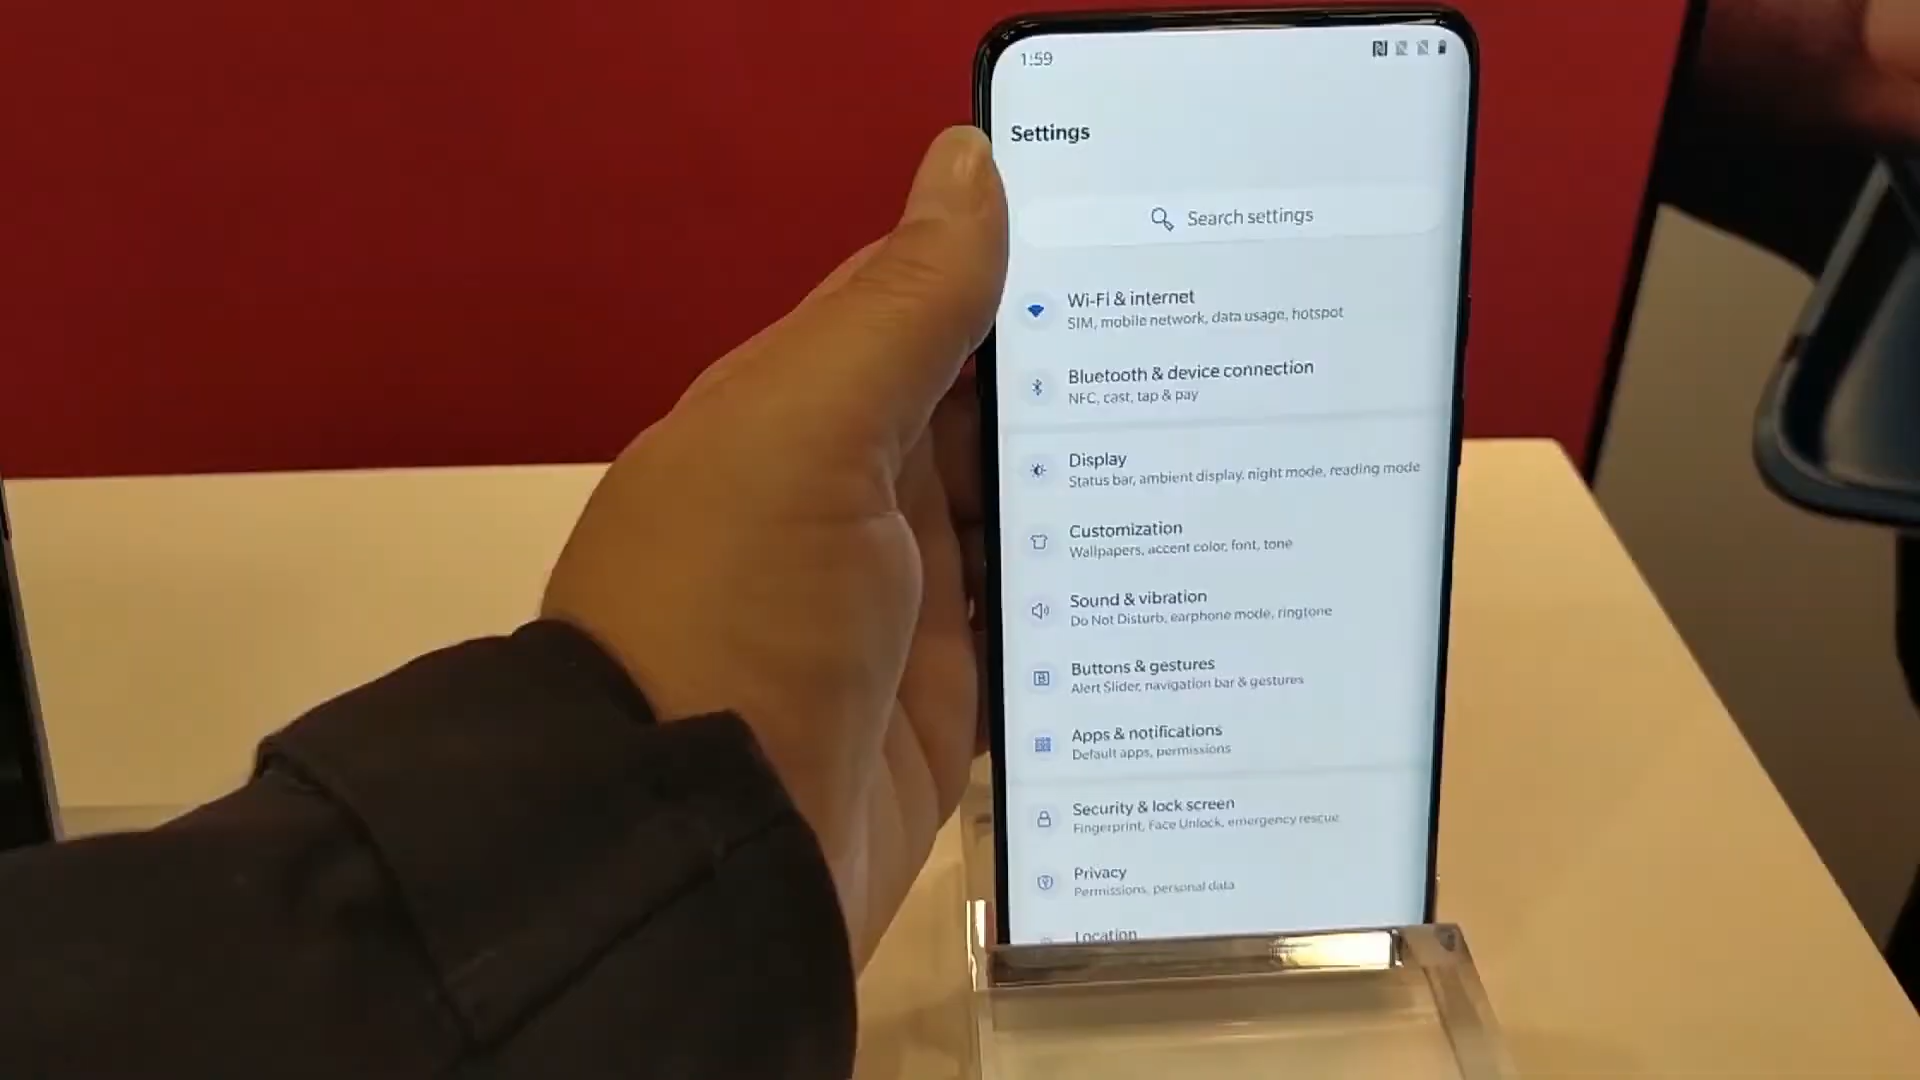 1:59
Settings
Search settings
Wi-Fi & internet
SIM, mobile network, data usage, hotspot
Bluetooth & device connection
NFC, cast, tap & pay
Display
Status bar, ambient display, night mode, reading mode
Customization
Wallpapers, accent color, font, tone
Sound & vibration
Do Not Disturb, earphone mode, ringtone
Buttons & gestures
Alert Slider, navigation bar & gestures
Apps & notifications
Default apps, permissions
Security & lock screen
Fingerprint, Face Unlock, emergency rescue
Privacy
Permissions, personal data
Location